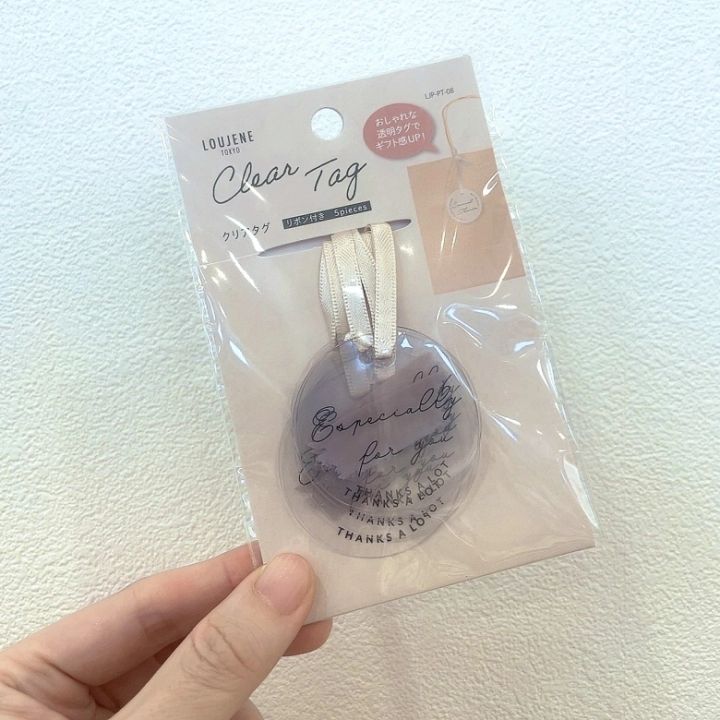 LOUJENE
TOKYO
Clear Tag
クリアタグ リボン付き 5pieces
LJP-PT-08
おしゃれな
透明タグで
ギフト感UP!
Especially
for you
THANKS A LOT
THANKS A LOT
THANKS A LOT
THANKS A LOT